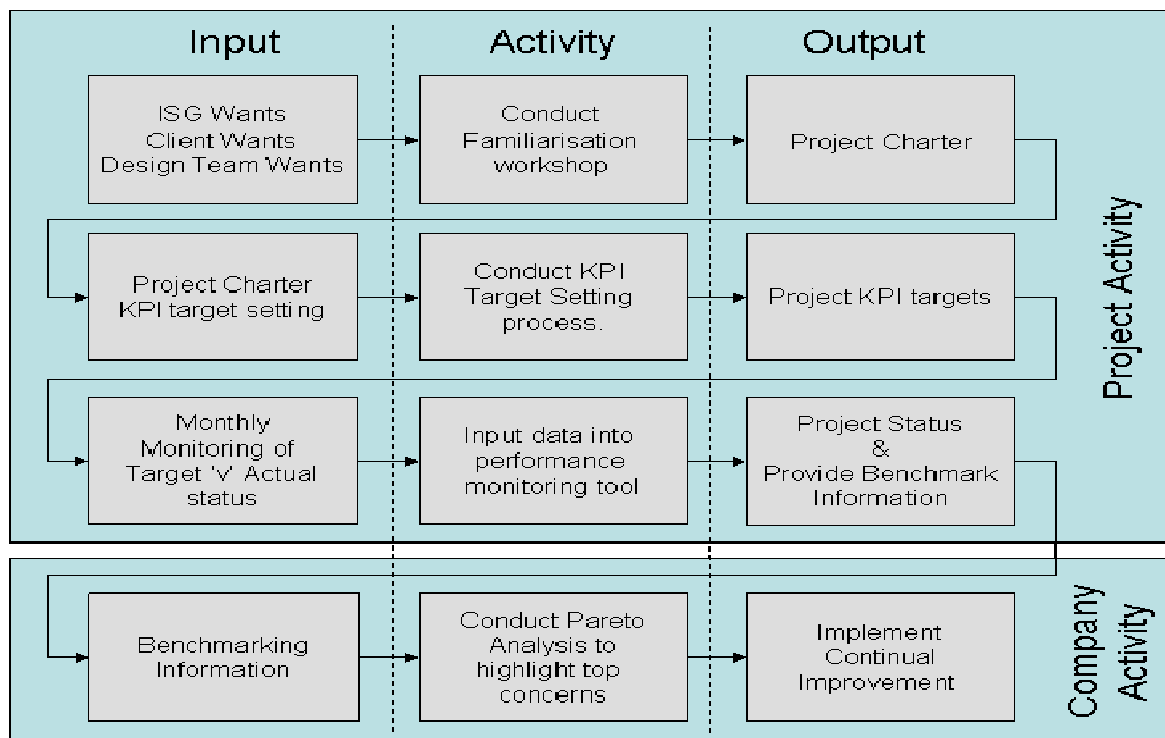 Input
Activity
Output
ISG Wants
Client Wants
Design Team Wants
Conduct
Familiarisation
workshop
Project Charter
Project Charter
KPI target setting
Conduct KPI
Target Setting
process.
Project KPI targets
Monthly
Monitoring of
Target 'v' Actual
status
Input data into
performance
monitoring tool
Project Status
&
Provide Benchmark
Information
Project Activity
Benchmarking
Information
Conduct Pareto
Analysis to
highlight top
concerns
Implement
Continual
Improvement
Company
Activity